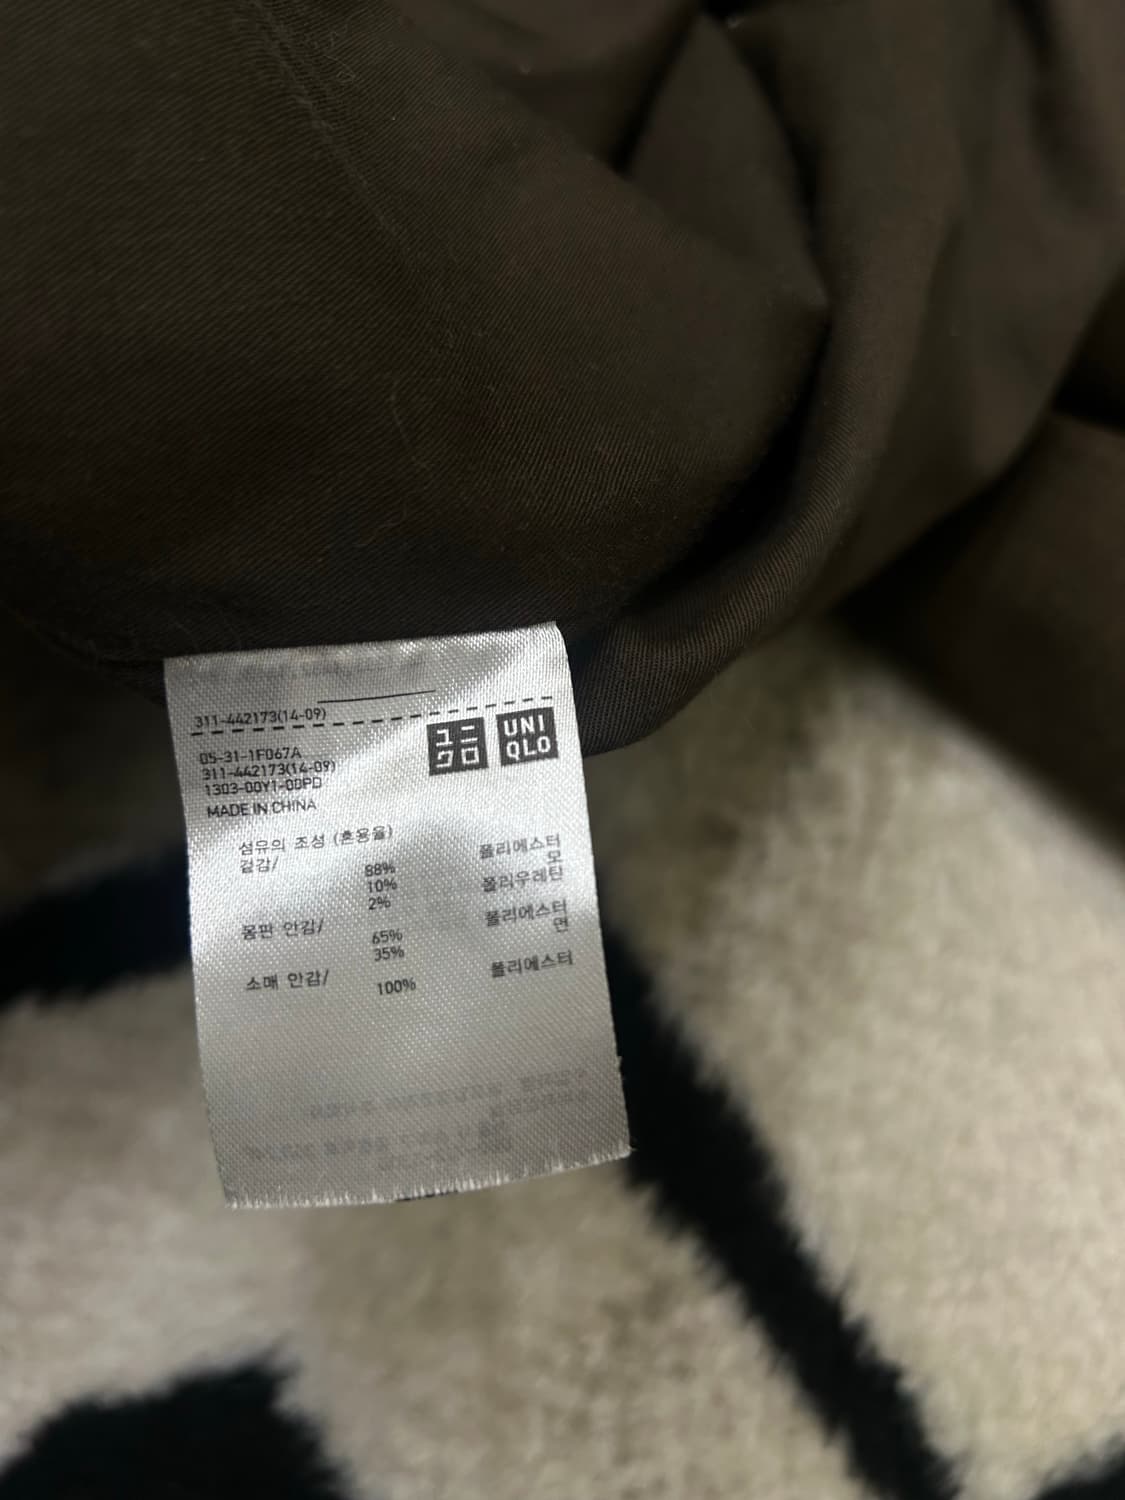 311-442173(14-09)
ユニ
クロ
UNI
QLO
05-31-1F067A
311-442173(14-09)
1303-00Y1-00PD
MADE IN CHINA
섬유의 조성 (혼용율)
겉감/ 88% 폴리에스터
10% 모
2% 폴리우레탄
몸판 안감/ 65% 폴리에스터
35% 면
소매 안감/ 100% 폴리에스터